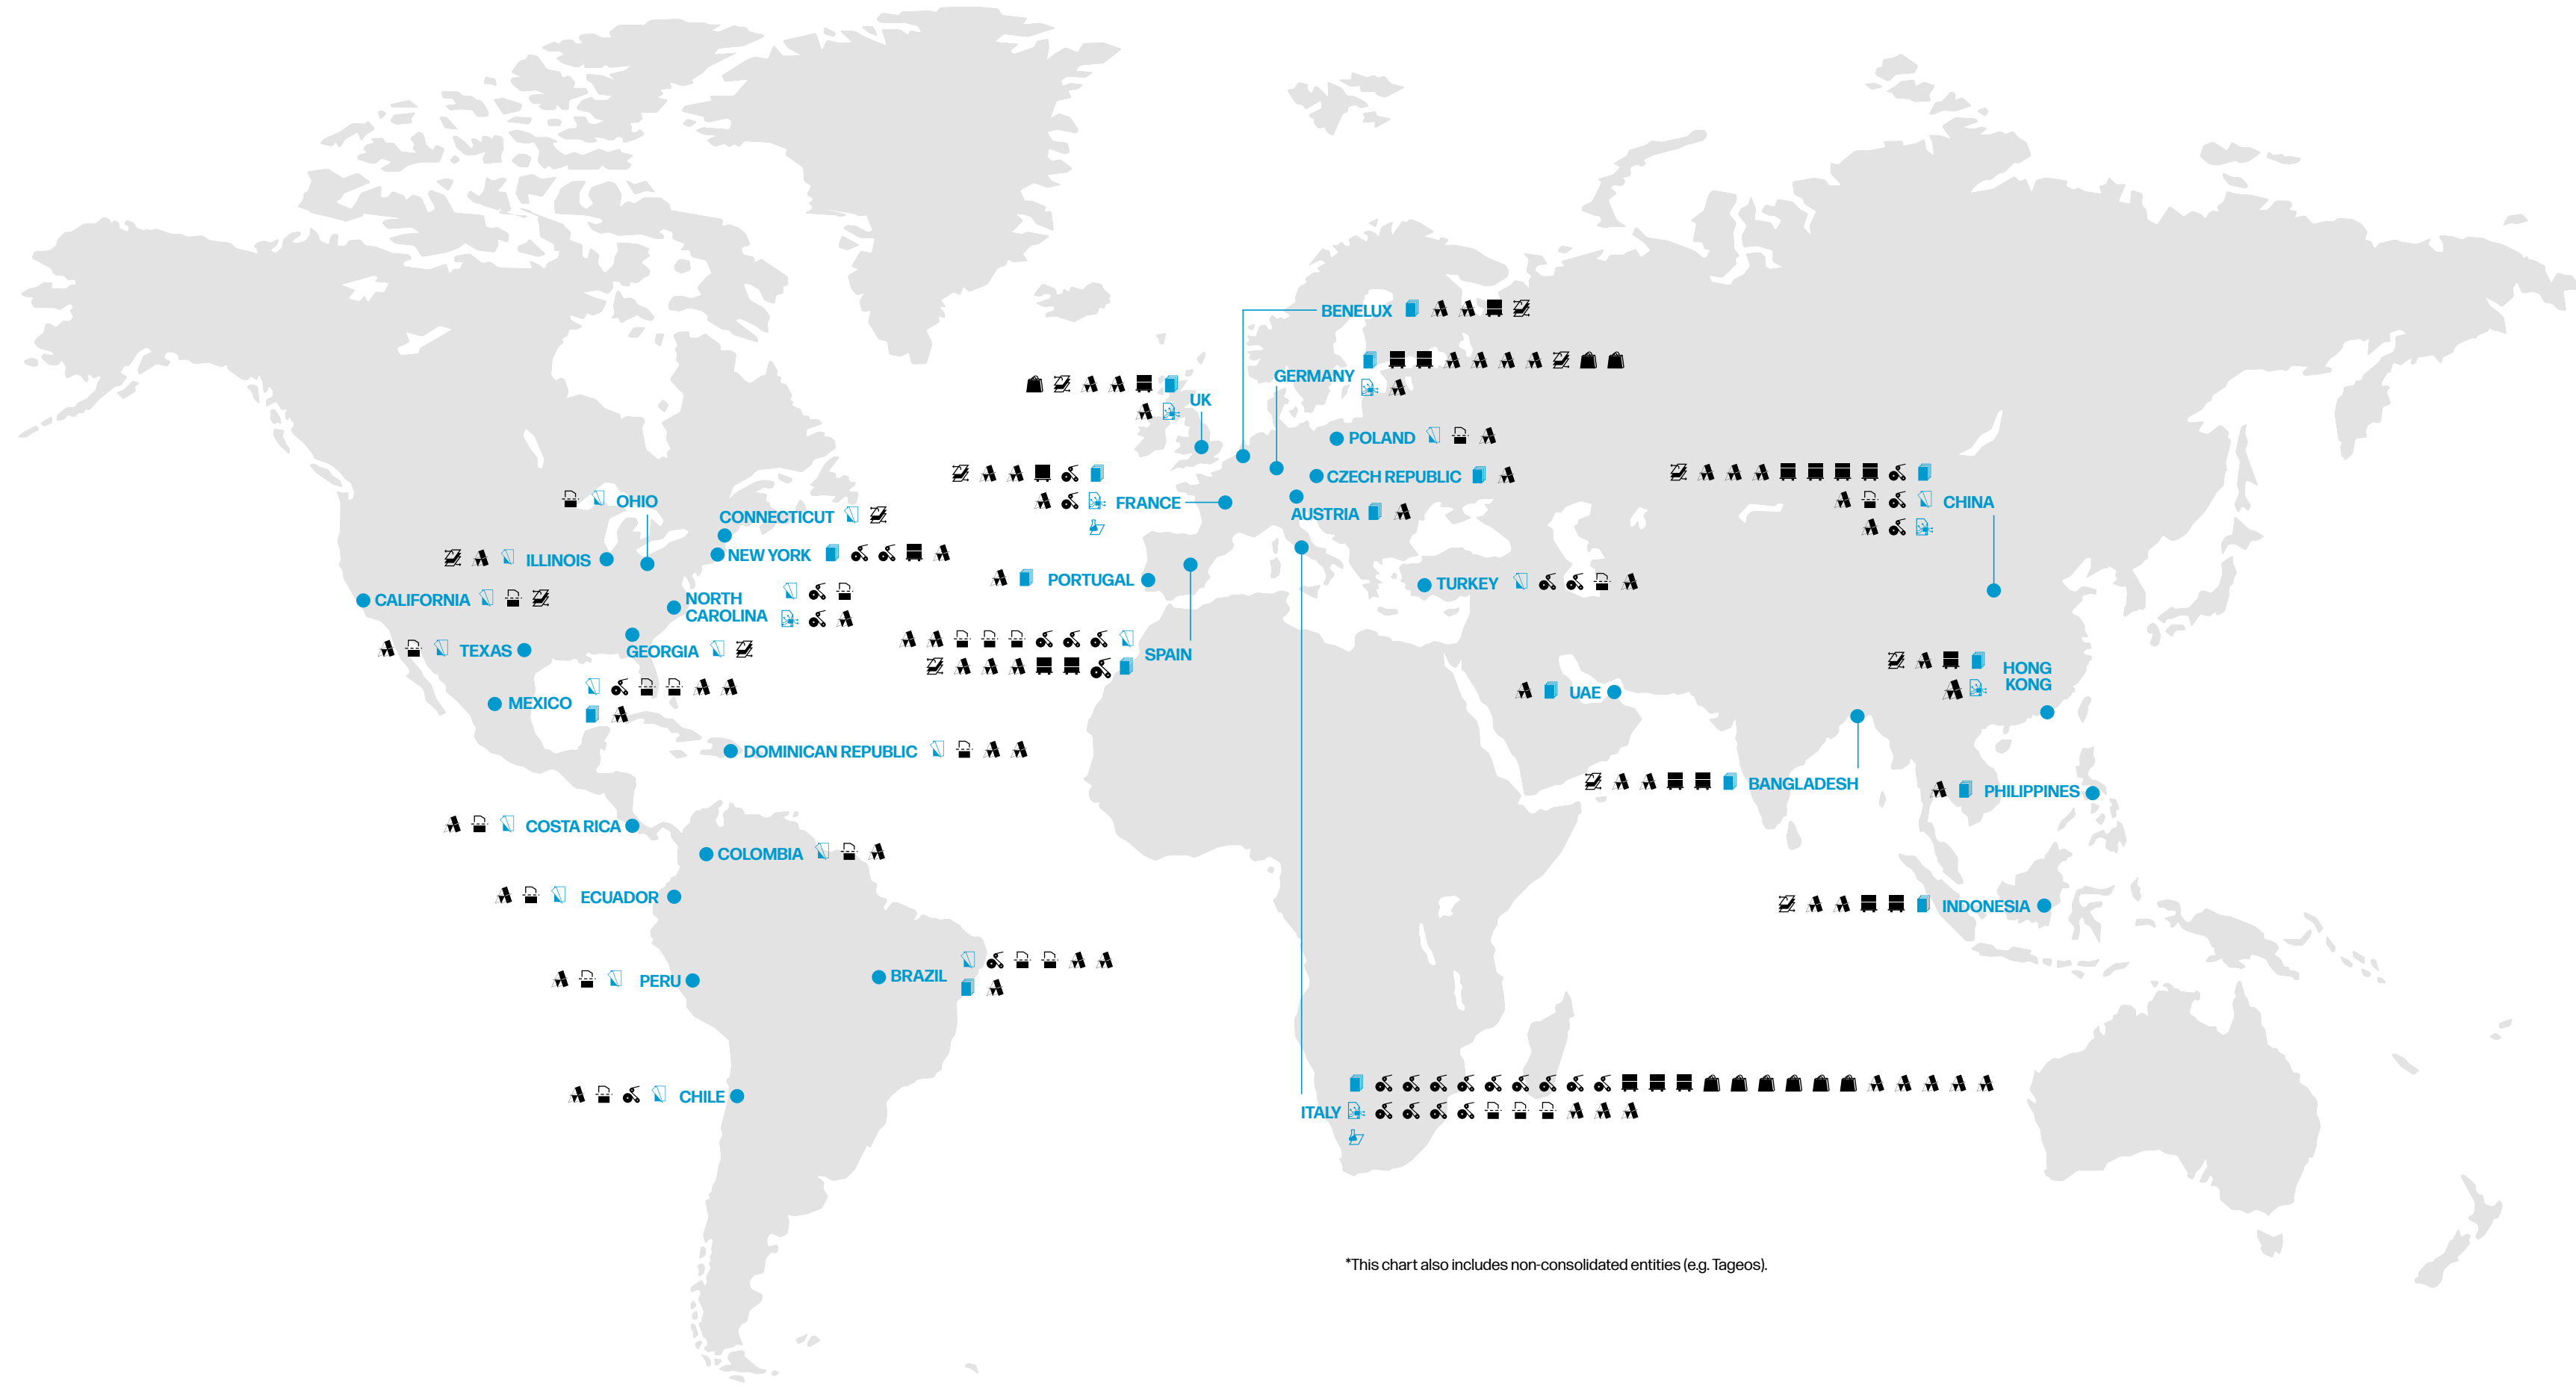 BENELUX
GERMANY
UK
POLAND
CZECH REPUBLIC
OHIO
FRANCE
CHINA
CONNECTICUT
AUSTRIA
NEW YORK
ILLINOIS
PORTUGAL
TURKEY
CALIFORNIA
NORTH
CAROLINA
TEXAS
GEORGIA
SPAIN
HONG
KONG
UAE
MEXICO
DOMINICAN REPUBLIC
BANGLADESH
PHILIPPINES
COSTA RICA
COLOMBIA
ECUADOR
INDONESIA
PERU
BRAZIL
CHILE
ITALY
*This chart also includes non-consolidated entities (e.g. Tageos).